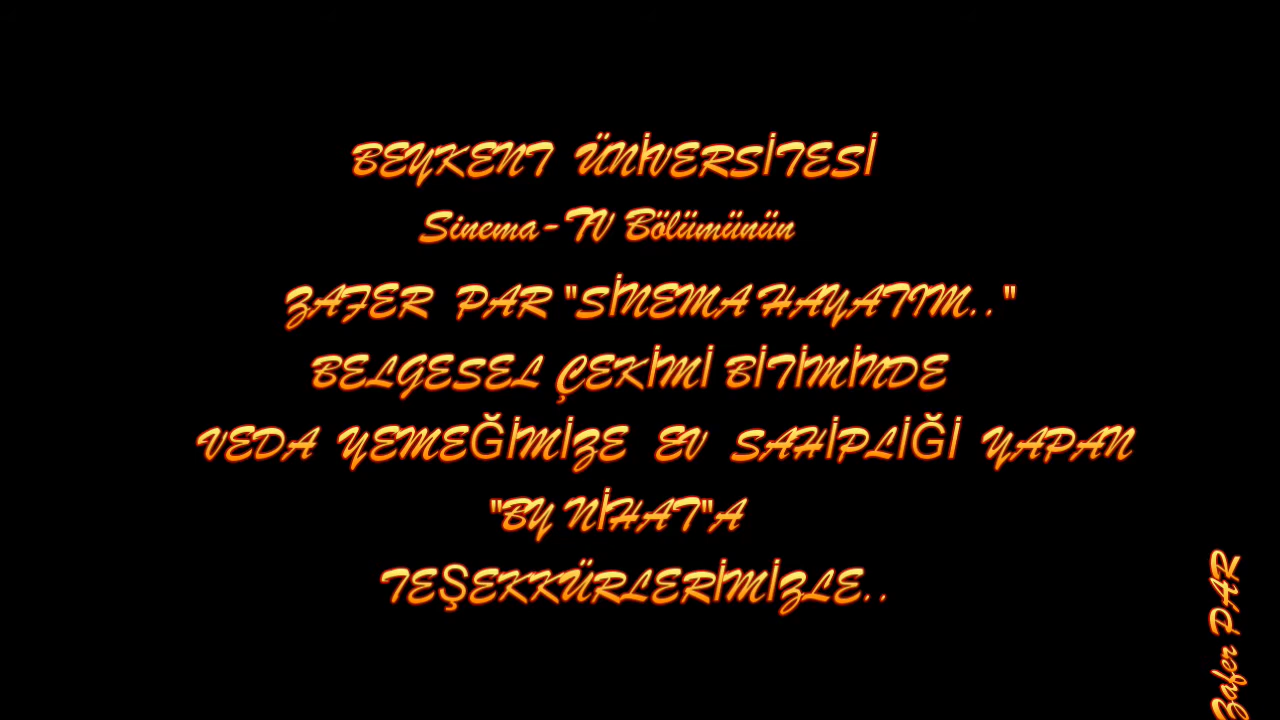 BEYKENT ÜNİVERSİTESİ
Sinema-TV Bölümünün
ZAFER PAR "SİNEMA HAYATIM.."
BELGESEL ÇEKİMİ BİTİMİNDE
VEDA YEMEĞİMİZE EV SAHİPLİĞİ YAPAN
"BY NİHAT"A
TEŞEKKÜRLERİMİZLE..
Zafer PAR